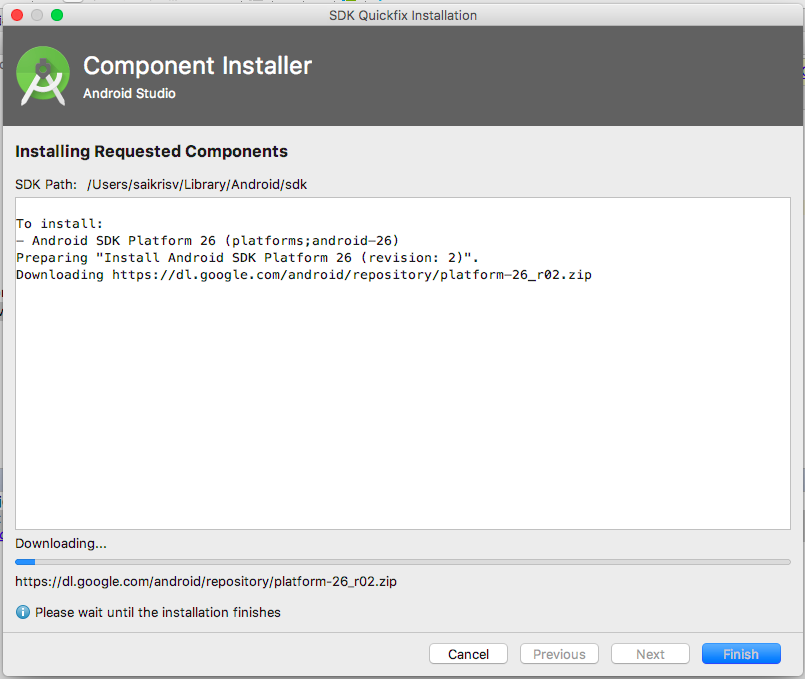 SDK Quickfix Installation
Component Installer
Android Studio
Installing Requested Components
SDK Path: /Users/saikrisv/Library/Android/sdk
To install:
- Android SDK Platform 26 (platforms;android-26)
Preparing "Install Android SDK Platform 26 (revision: 2)".
Downloading https://dl.google.com/android/repository/platform-26_r02.zip
Downloading...
https://dl.google.com/android/repository/platform-26_r02.zip
Please wait until the installation finishes
Cancel Previous Next Finish